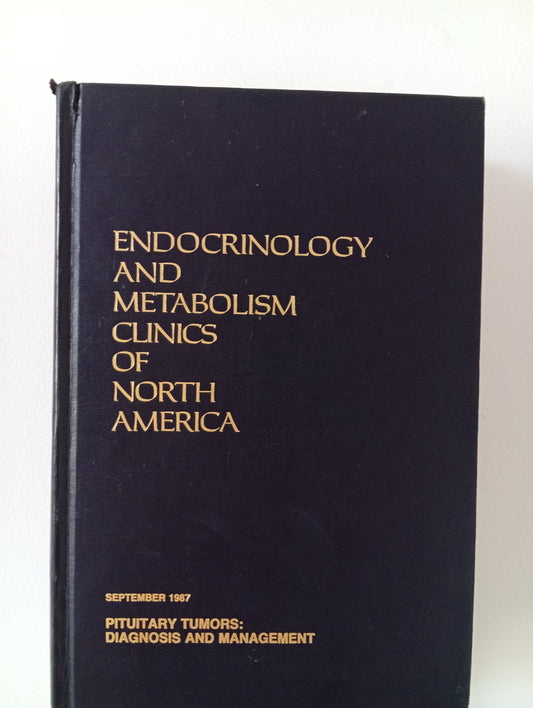 ENDOCRINOLOGY
AND
METABOLISM
CLINICS
OF
NORTH
AMERICA
SEPTEMBER 1987
PITUITARY TUMORS:
DIAGNOSIS AND MANAGEMENT